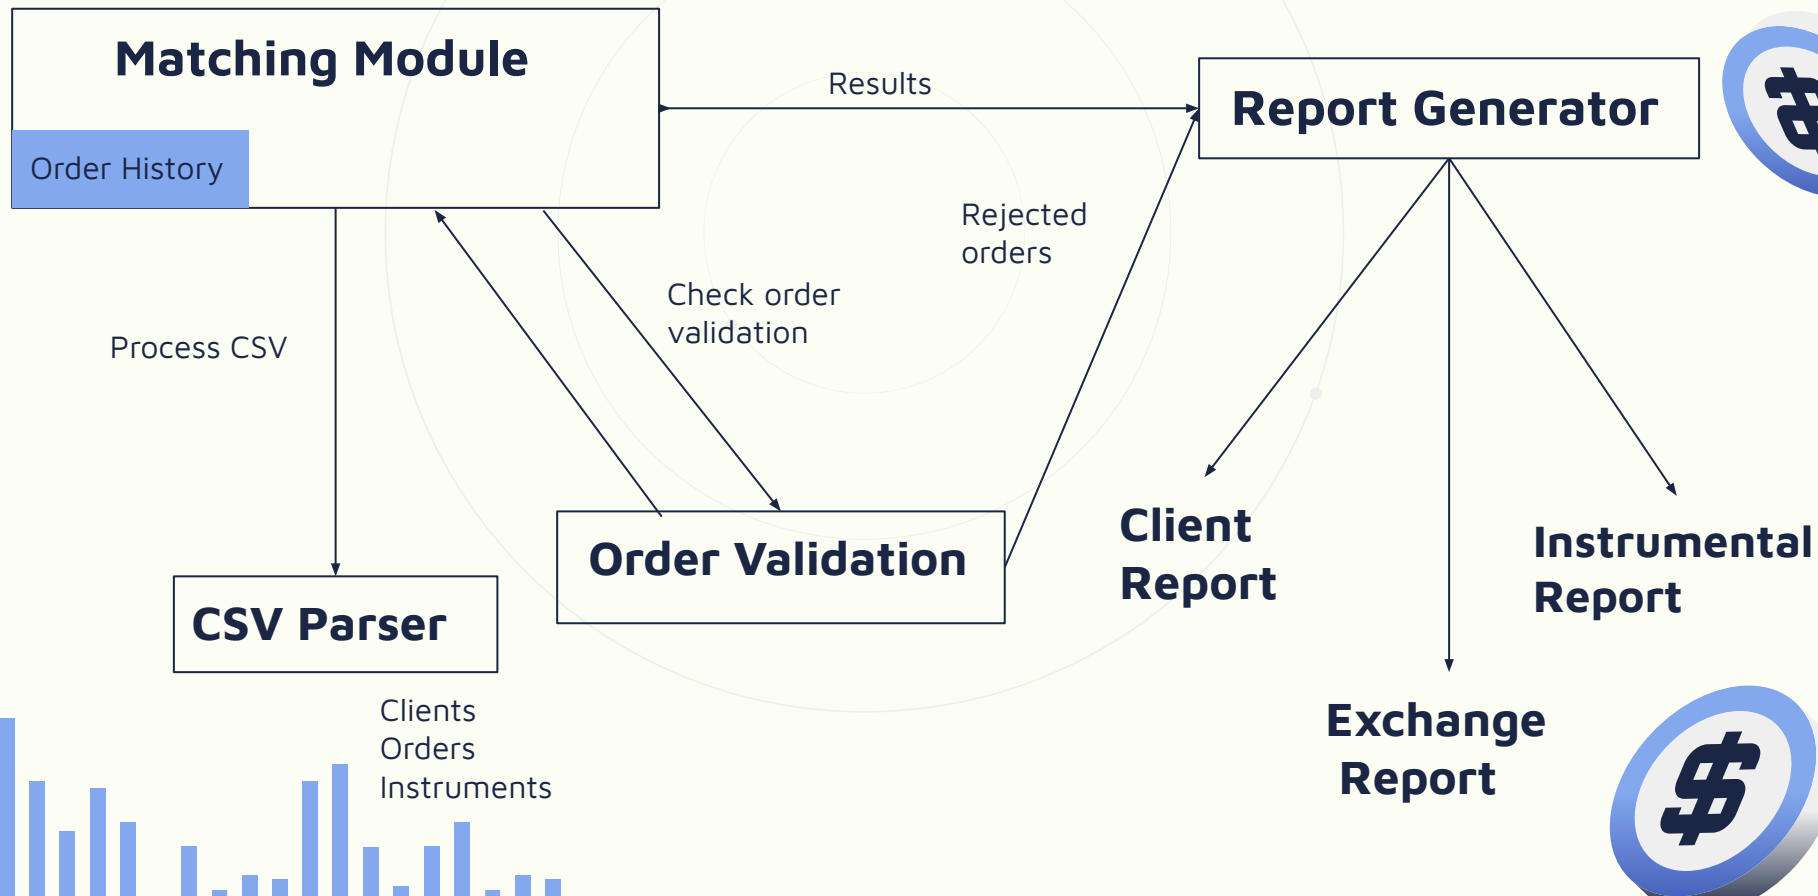 Matching Module
Order History
Results
Report Generator
Rejected
orders
Check order
validation
Process CSV
Order Validation
CSV Parser
Clients
Orders
Instruments
Client
Report
Instrumental
Report
Exchange
Report
$
$